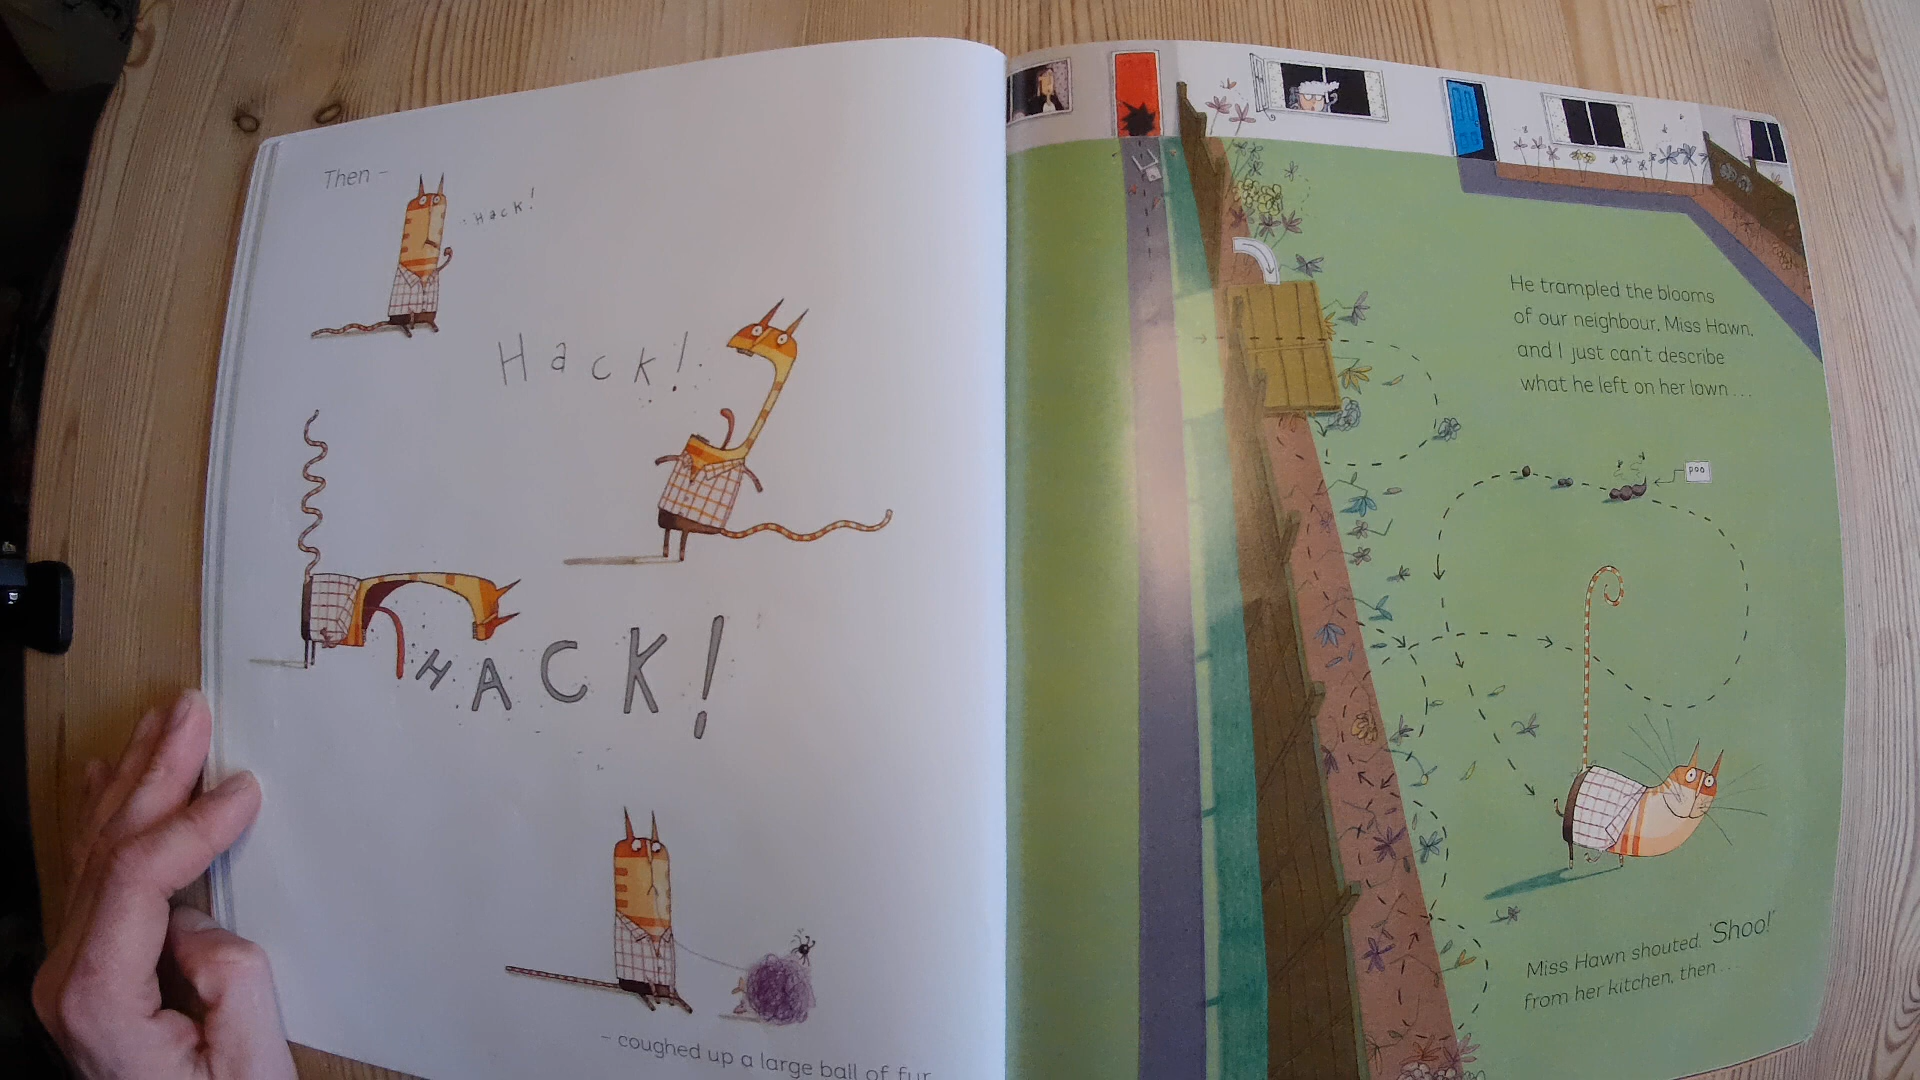 Then –
Hack!
Hack!
HACK!
– coughed up a large ball of fur
He trampled the blooms
of our neighbour, Miss Hawn,
and I just can't describe
what he left on her lawn ...
poo
Miss Hawn shouted, 'Shoo!'
from her kitchen, then ...